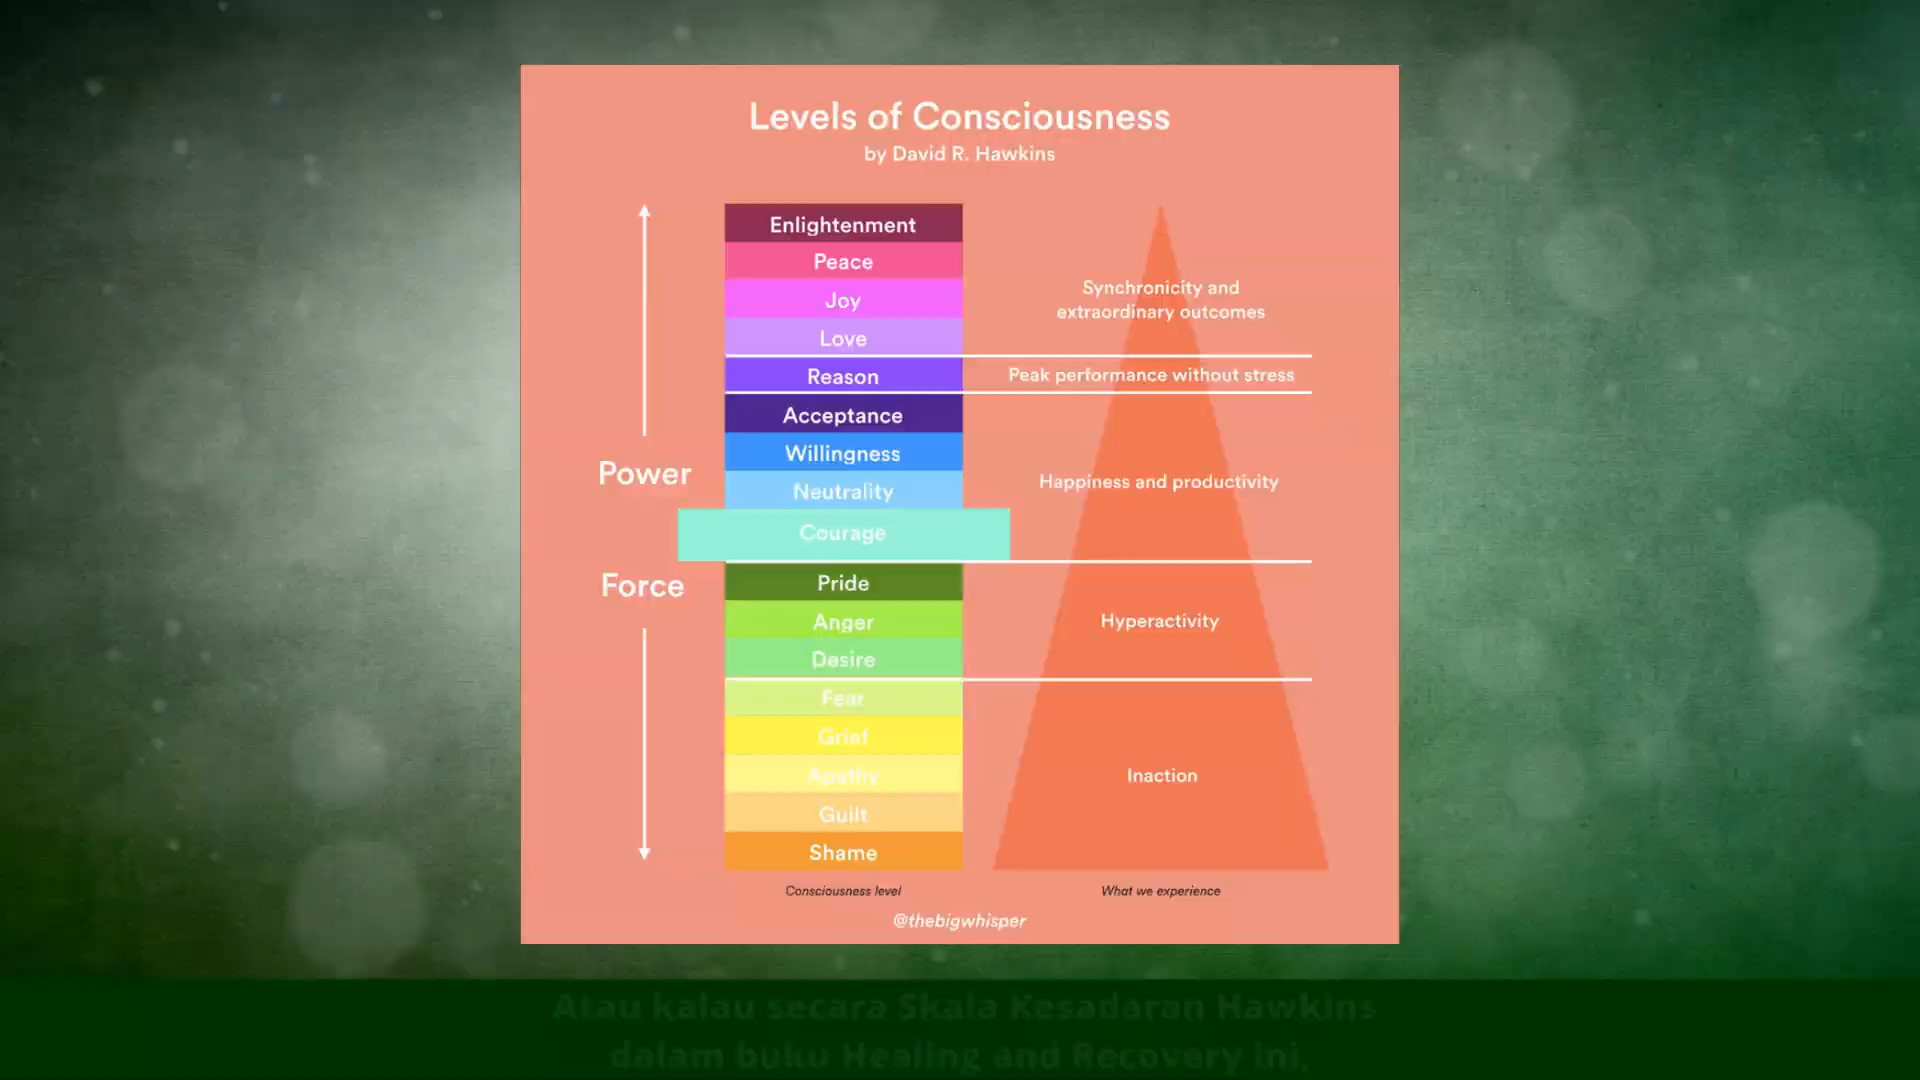 Levels of Consciousness
by David R. Hawkins
Enlightenment
Peace
Joy
Love
Reason
Acceptance
Willingness
Neutrality
Courage
Pride
Anger
Desire
Fear
Grief
Apathy
Guilt
Shame
Power
Force
Synchronicity and
extraordinary outcomes
Peak performance without stress
Happiness and productivity
Hyperactivity
Inaction
Consciousness level
What we experience
@thebigwhisper
Atau kalau secara Skala Kesadaran Hawkins
dalam buku Healing and Recovery ini,